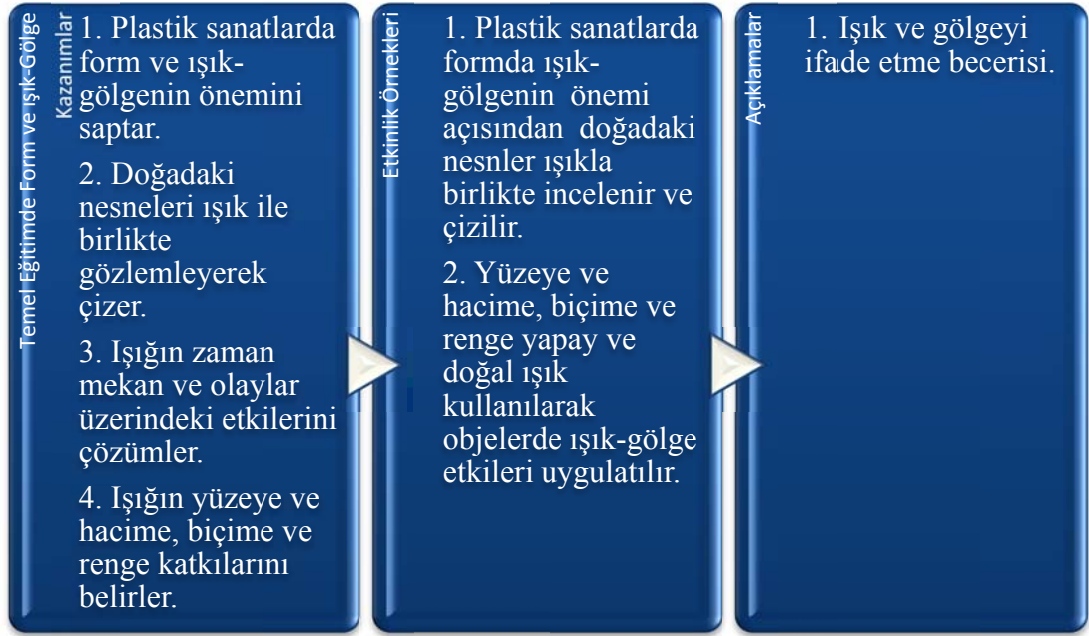 Temel Eğitimde Form ve Işık-Gölge
Kazanımlar
1. Plastik sanatlarda
form ve ışık-
gölgenin önemini
saptar.
2. Doğadaki
nesneleri ışık ile
birlikte
gözlemleyerek
çizer.
3. Işığın zaman
mekan ve olaylar
üzerindeki etkilerini
çözümler.
4. Işığın yüzeye ve
hacime, biçime ve
renge katkılarını
belirler.
Etkinlik Örnekleri
1. Plastik sanatlarda
formda ışık-
gölgenin önemi
açısından doğadaki
nesnler ışıkla
birlikte incelenir ve
çizilir.
2. Yüzeye ve
hacime, biçime ve
renge yapay ve
doğal ışık
kullanılarak
objelerde ışık-gölge
etkileri uygulatılır.
Açıklamalar
1. Işık ve gölgeyi
ifade etme becerisi.